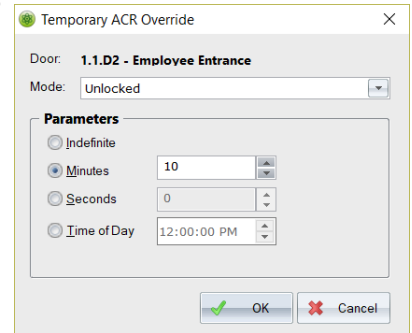 Temporary ACR Override
Door: 1.1.D2 - Employee Entrance
Mode: Unlocked
Parameters
Indefinite
Minutes 10
Seconds 0
Time of Day 12:00:00 PM
OK Cancel